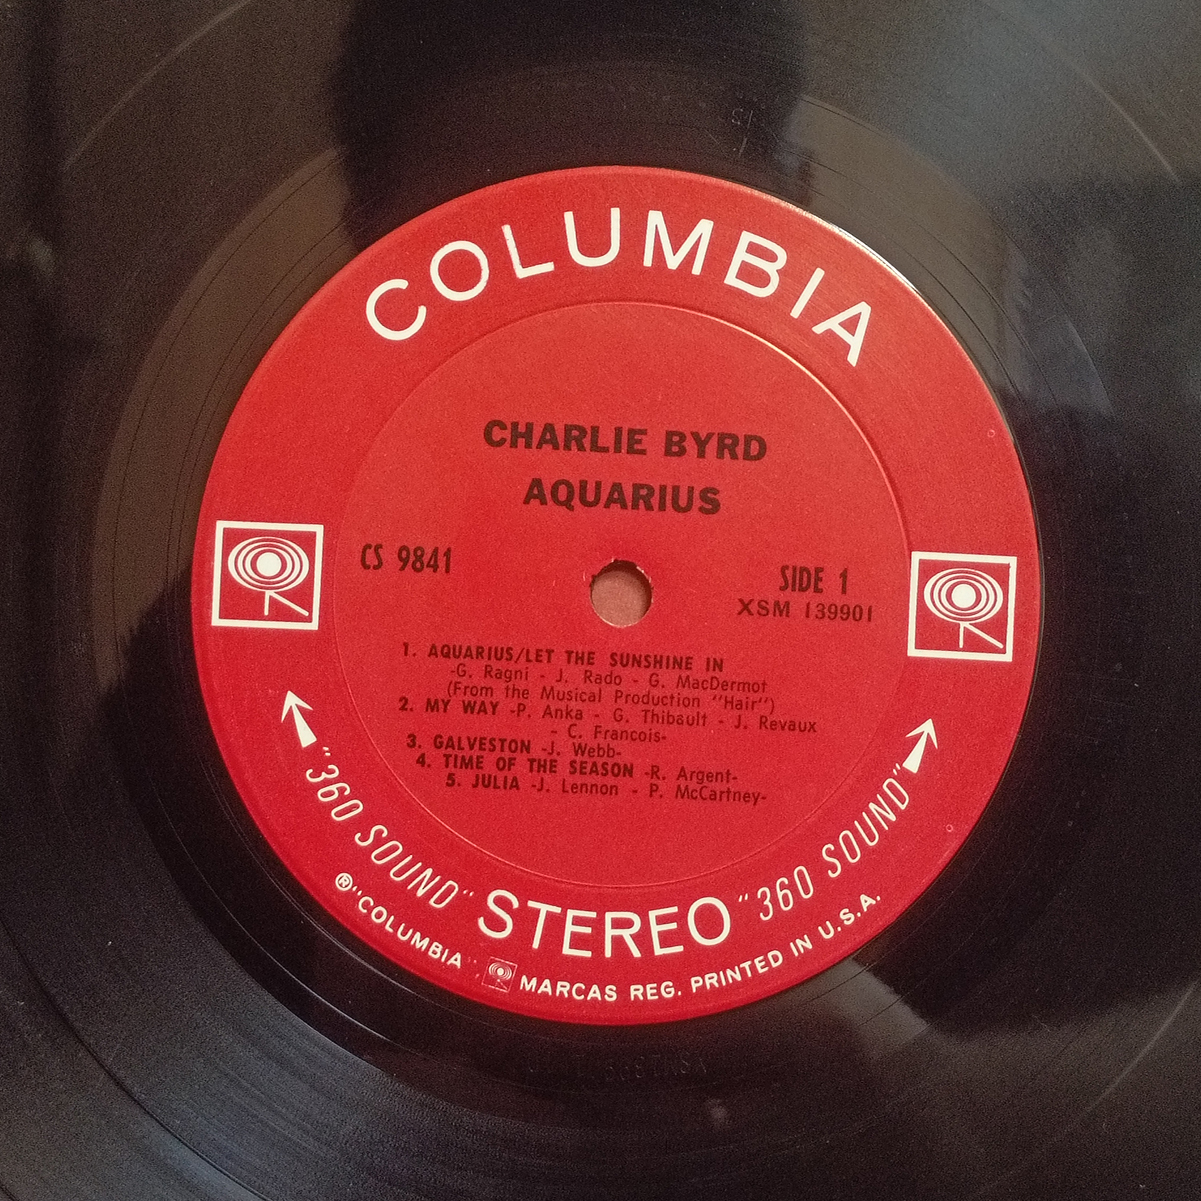 COLUMBIA
CHARLIE BYRD
AQUARIUS
CS 9841
SIDE 1
XSM 139901
1. AQUARIUS/LET THE SUNSHINE IN
-G. Ragni - J. Rado - G. MacDermot
(From the Musical Production "Hair")
2. MY WAY -P. Anka - G. Thibault - J. Revaux
- C. Francois-
3. GALVESTON -J. Webb-
4. TIME OF THE SEASON -R. Argent-
5. JULIA -J. Lennon - P. McCartney-
"360 SOUND" STEREO "360 SOUND"
® "COLUMBIA" MARCAS REG. PRINTED IN U.S.A.